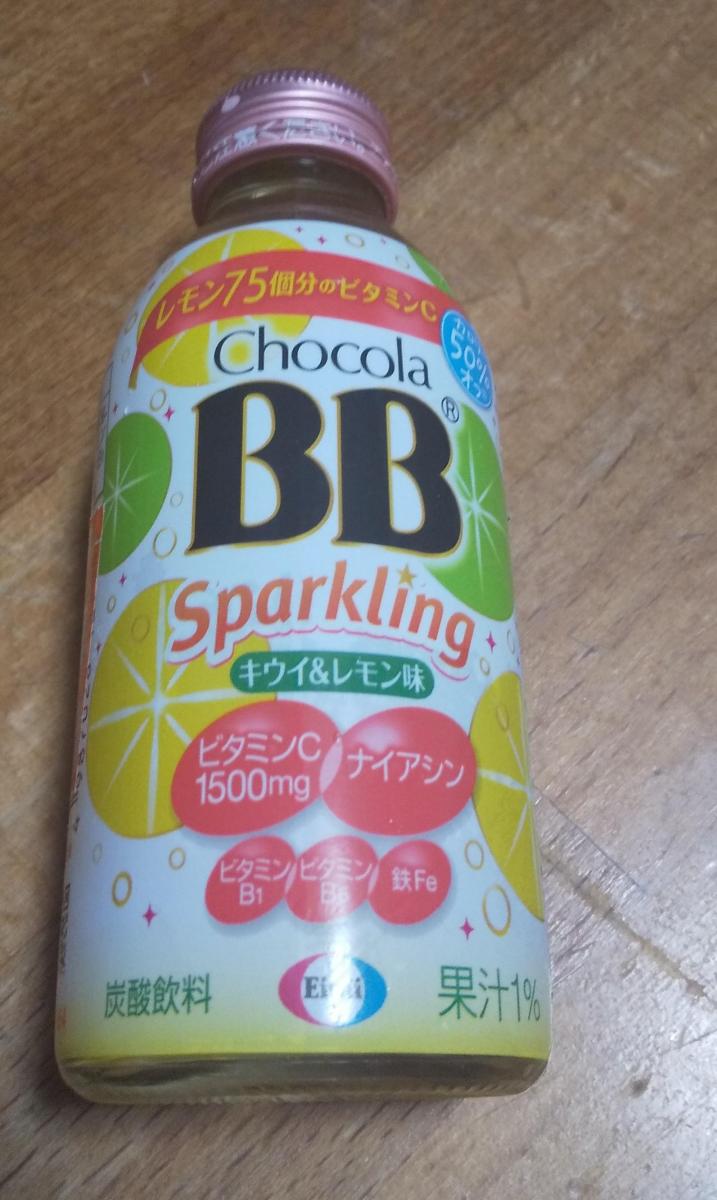 レモン75個分のビタミンC
Chocola
50%
オフ
BB®
Sparkling
キウイ&レモン味
ビタミンC
1500mg
ナイアシン
ビタミン
B1
ビタミン
B6
鉄Fe
炭酸飲料
Eisai
果汁1%